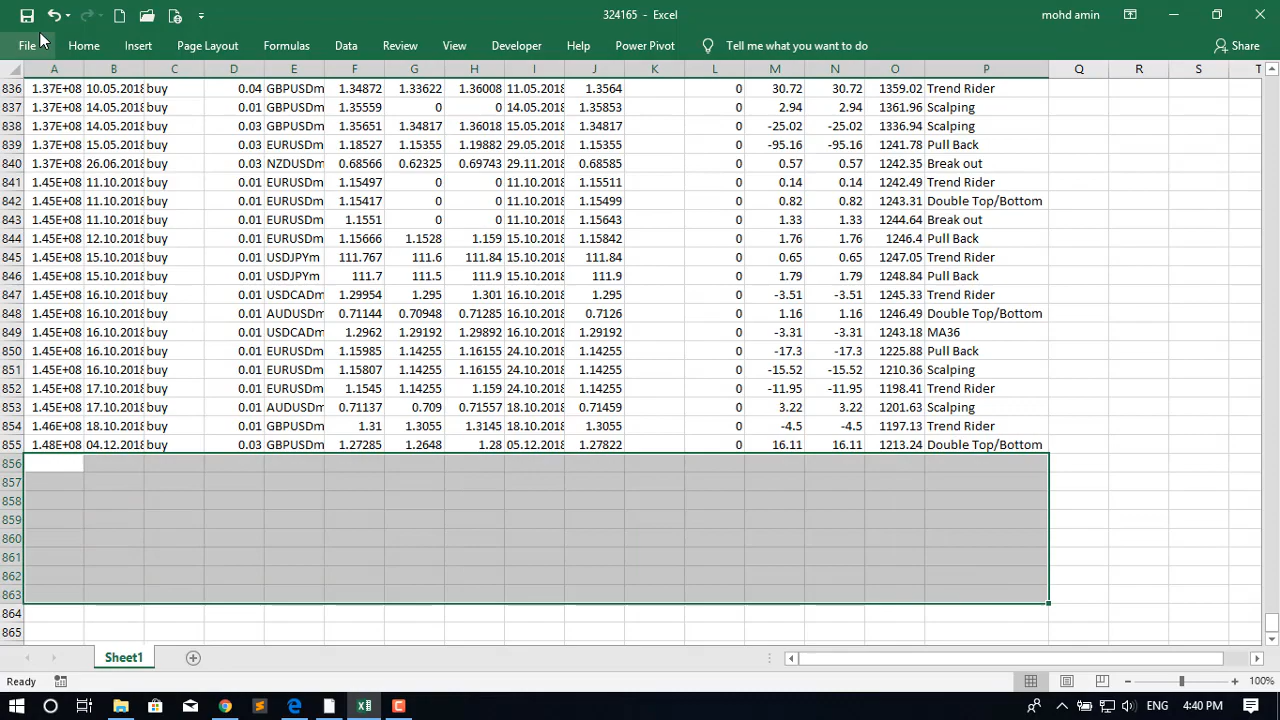 324165 - Excel
mohd amin
File Home Insert Page Layout Formulas Data Review View Developer Help Power Pivot Tell me what you want to do Share
A B C D E F G H I J K L M N O P Q R S T
836 1.37E+08 10.05.2018 buy 0.04 GBPUSDm 1.34872 1.33622 1.36008 11.05.2018 1.3564 0 30.72 30.72 1359.02 Trend Rider
837 1.37E+08 14.05.2018 buy 0.01 GBPUSDm 1.35559 0 0 14.05.2018 1.35853 0 2.94 2.94 1361.96 Scalping
838 1.37E+08 14.05.2018 buy 0.03 GBPUSDm 1.35651 1.34817 1.36018 15.05.2018 1.34817 0 -25.02 -25.02 1336.94 Scalping
839 1.37E+08 15.05.2018 buy 0.03 EURUSDm 1.18527 1.15355 1.19882 29.05.2018 1.15355 0 -95.16 -95.16 1241.78 Pull Back
840 1.37E+08 26.06.2018 buy 0.03 NZDUSDm 0.68566 0.62325 0.69743 29.11.2018 0.68585 0 0.57 0.57 1242.35 Break out
841 1.45E+08 11.10.2018 buy 0.01 EURUSDm 1.15497 0 0 11.10.2018 1.15511 0 0.14 0.14 1242.49 Trend Rider
842 1.45E+08 11.10.2018 buy 0.01 EURUSDm 1.15417 0 0 11.10.2018 1.15499 0 0.82 0.82 1243.31 Double Top/Bottom
843 1.45E+08 11.10.2018 buy 0.01 EURUSDm 1.1551 0 0 11.10.2018 1.15643 0 1.33 1.33 1244.64 Break out
844 1.45E+08 12.10.2018 buy 0.01 EURUSDm 1.15666 1.1528 1.159 15.10.2018 1.15842 0 1.76 1.76 1246.4 Pull Back
845 1.45E+08 15.10.2018 buy 0.01 USDJPYm 111.767 111.6 111.84 15.10.2018 111.84 0 0.65 0.65 1247.05 Trend Rider
846 1.45E+08 15.10.2018 buy 0.01 USDJPYm 111.7 111.5 111.9 15.10.2018 111.9 0 1.79 1.79 1248.84 Pull Back
847 1.45E+08 16.10.2018 buy 0.01 USDCADm 1.29954 1.295 1.301 16.10.2018 1.295 0 -3.51 -3.51 1245.33 Trend Rider
848 1.45E+08 16.10.2018 buy 0.01 AUDUSDm 0.71144 0.70948 0.71285 16.10.2018 0.7126 0 1.16 1.16 1246.49 Double Top/Bottom
849 1.45E+08 16.10.2018 buy 0.01 USDCADm 1.2962 1.29192 1.29892 16.10.2018 1.29192 0 -3.31 -3.31 1243.18 MA36
850 1.45E+08 16.10.2018 buy 0.01 EURUSDm 1.15985 1.14255 1.16155 24.10.2018 1.14255 0 -17.3 -17.3 1225.88 Pull Back
851 1.45E+08 16.10.2018 buy 0.01 EURUSDm 1.15807 1.14255 1.16155 24.10.2018 1.14255 0 -15.52 -15.52 1210.36 Scalping
852 1.45E+08 17.10.2018 buy 0.01 EURUSDm 1.1545 1.14255 1.159 24.10.2018 1.14255 0 -11.95 -11.95 1198.41 Trend Rider
853 1.45E+08 17.10.2018 buy 0.01 AUDUSDm 0.71137 0.709 0.71557 18.10.2018 0.71459 0 3.22 3.22 1201.63 Scalping
854 1.46E+08 18.10.2018 buy 0.01 GBPUSDm 1.31 1.3055 1.3145 18.10.2018 1.3055 0 -4.5 -4.5 1197.13 Trend Rider
855 1.48E+08 04.12.2018 buy 0.03 GBPUSDm 1.27285 1.2648 1.28 05.12.2018 1.27822 0 16.11 16.11 1213.24 Double Top/Bottom
856
857
858
859
860
861
862
863
864
865
Sheet1
Ready
100%
ENG 4:40 PM